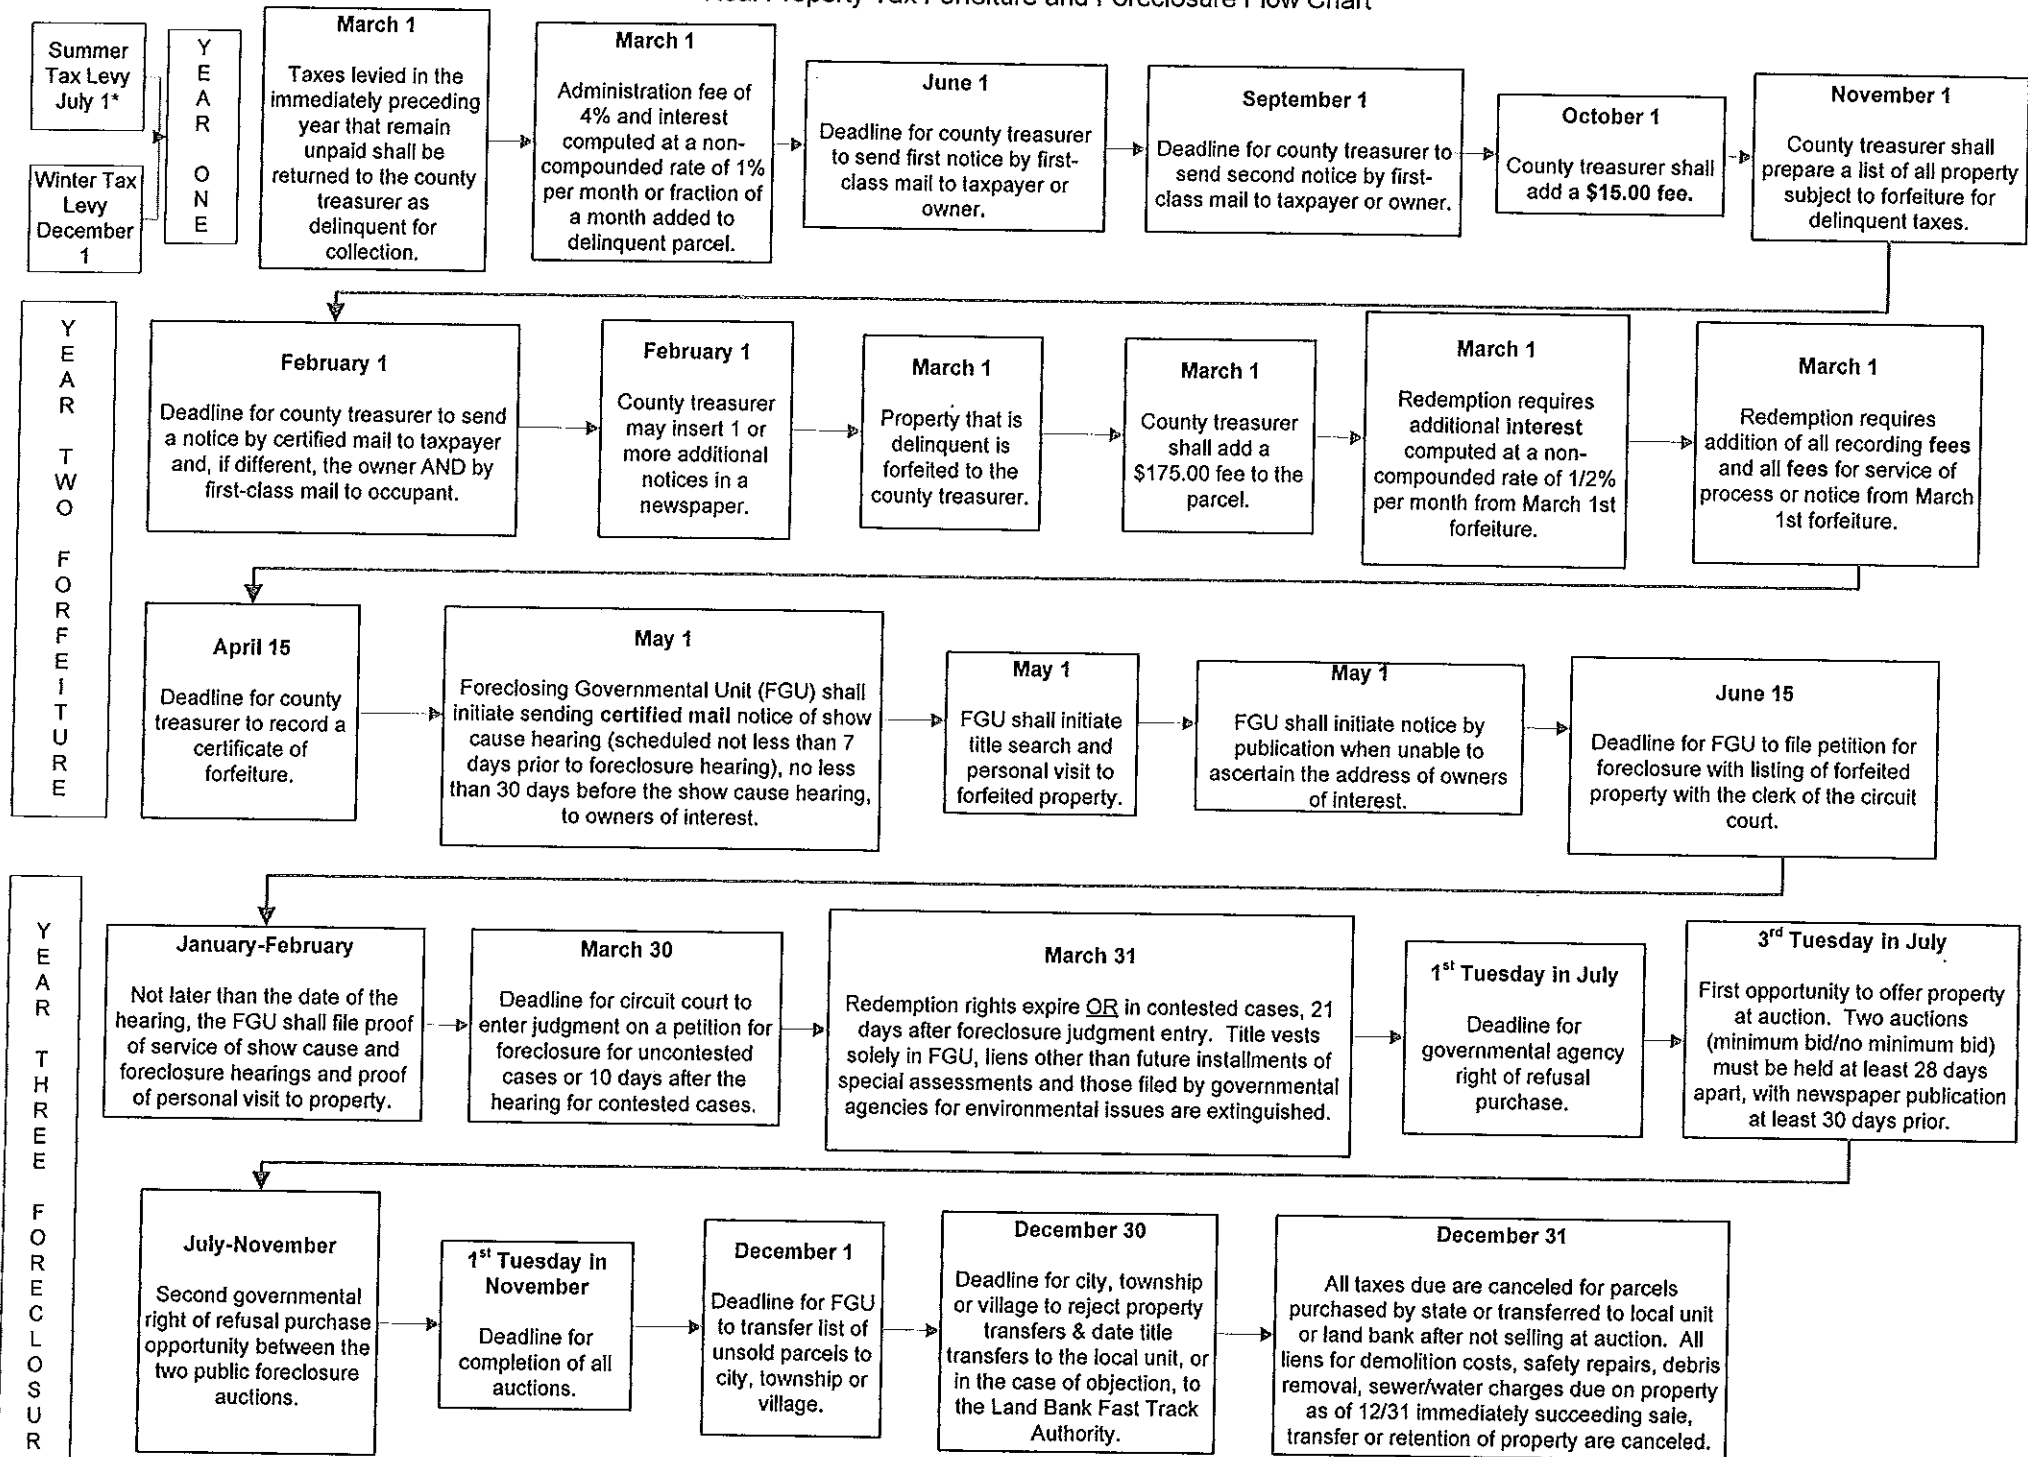 Real Property Tax Forfeiture and Foreclosure Flow Chart
Summer
Tax Levy
July 1*
Winter Tax
Levy
December
1
YEAR ONE
March 1
Taxes levied in the
immediately preceding
year that remain
unpaid shall be
returned to the county
treasurer as
delinquent for
collection.
March 1
Administration fee of
4% and interest
computed at a non-
compounded rate of 1%
per month or fraction of
a month added to
delinquent parcel.
June 1
Deadline for county treasurer
to send first notice by first-
class mail to taxpayer or
owner.
September 1
Deadline for county treasurer to
send second notice by first-
class mail to taxpayer or owner.
October 1
County treasurer shall
add a $15.00 fee.
November 1
County treasurer shall
prepare a list of all property
subject to forfeiture for
delinquent taxes.
YEAR TWO FORFEITURE
February 1
Deadline for county treasurer to send
a notice by certified mail to taxpayer
and, if different, the owner AND by
first-class mail to occupant.
February 1
County treasurer
may insert 1 or
more additional
notices in a
newspaper.
March 1
Property that is
delinquent is
forfeited to the
county treasurer.
March 1
County treasurer
shall add a
$175.00 fee to the
parcel.
March 1
Redemption requires
additional interest
computed at a non-
compounded rate of 1/2%
per month from March 1st
forfeiture.
March 1
Redemption requires
addition of all recording fees
and all fees for service of
process or notice from March
1st forfeiture.
April 15
Deadline for county
treasurer to record a
certificate of
forfeiture.
May 1
Foreclosing Governmental Unit (FGU) shall
initiate sending certified mail notice of show
cause hearing (scheduled not less than 7
days prior to foreclosure hearing), no less
than 30 days before the show cause hearing,
to owners of interest.
May 1
FGU shall initiate
title search and
personal visit to
forfeited property.
May 1
FGU shall initiate notice by
publication when unable to
ascertain the address of owners
of interest.
June 15
Deadline for FGU to file petition for
foreclosure with listing of forfeited
property with the clerk of the circuit
court.
YEAR THREE FORECLOSUR
January-February
Not later than the date of the
hearing, the FGU shall file proof
of service of show cause and
foreclosure hearings and proof
of personal visit to property.
March 30
Deadline for circuit court to
enter judgment on a petition for
foreclosure for uncontested
cases or 10 days after the
hearing for contested cases.
March 31
Redemption rights expire OR in contested cases, 21
days after foreclosure judgment entry. Title vests
solely in FGU, liens other than future installments of
special assessments and those filed by governmental
agencies for environmental issues are extinguished.
1st Tuesday in July
Deadline for
governmental agency
right of refusal
purchase.
3rd Tuesday in July
First opportunity to offer property
at auction. Two auctions
(minimum bid/no minimum bid)
must be held at least 28 days
apart, with newspaper publication
at least 30 days prior.
July-November
Second governmental
right of refusal purchase
opportunity between the
two public foreclosure
auctions.
1st Tuesday in
November
Deadline for
completion of all
auctions.
December 1
Deadline for FGU
to transfer list of
unsold parcels to
city, township or
village.
December 30
Deadline for city, township
or village to reject property
transfers & date title
transfers to the local unit, or
in the case of objection, to
the Land Bank Fast Track
Authority.
December 31
All taxes due are canceled for parcels
purchased by state or transferred to local unit
or land bank after not selling at auction. All
liens for demolition costs, safety repairs, debris
removal, sewer/water charges due on property
as of 12/31 immediately succeeding sale,
transfer or retention of property are canceled.